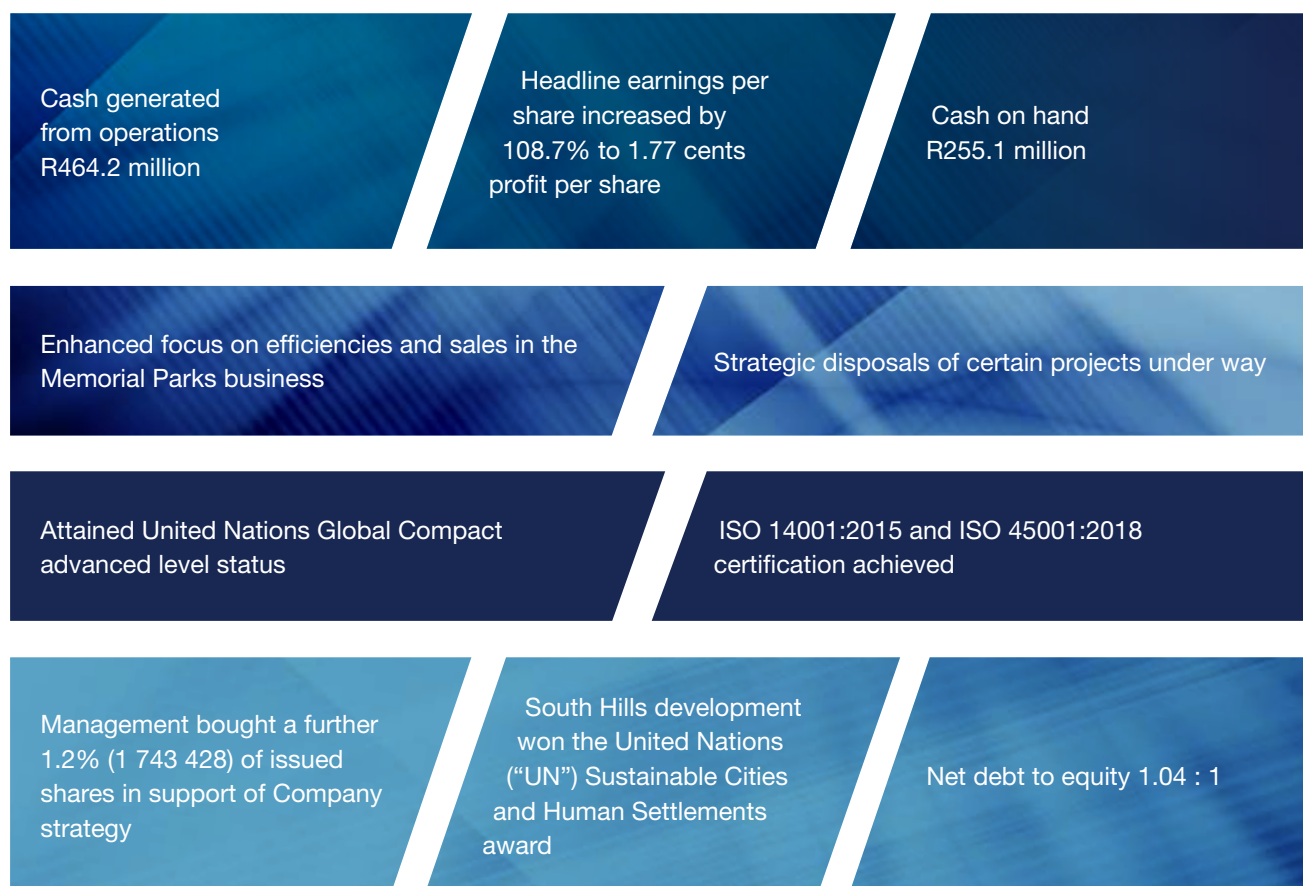 Cash generated
from operations
R464.2 million
Headline earnings per
share increased by
108.7% to 1.77 cents
profit per share
Cash on hand
R255.1 million
Enhanced focus on efficiencies and sales in the
Memorial Parks business
Strategic disposals of certain projects under way
Attained United Nations Global Compact
advanced level status
ISO 14001:2015 and ISO 45001:2018
certification achieved
Management bought a further
1.2% (1 743 428) of issued
shares in support of Company
strategy
South Hills development
won the United Nations
(“UN”) Sustainable Cities
and Human Settlements
award
Net debt to equity 1.04 : 1